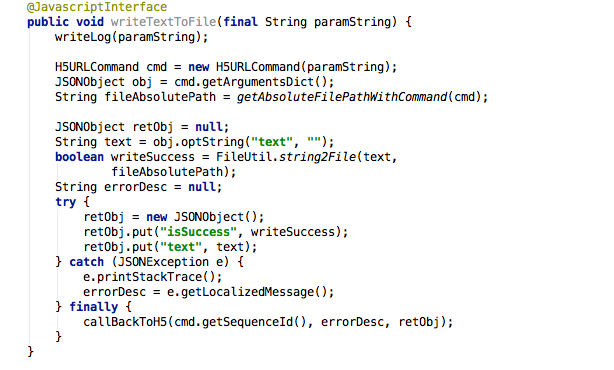 @JavascriptInterface
public void writeTextToFile(final String paramString) {
writeLog(paramString);
H5URLCommand cmd = new H5URLCommand(paramString);
JSONObject obj = cmd.getArgumentsDict();
String fileAbsolutePath = getAbsoluteFilePathWithCommand(cmd);
JSONObject retObj = null;
String text = obj.optString("text", "");
boolean writeSuccess = FileUtil.string2File(text,
fileAbsolutePath);
String errorDesc = null;
try {
retObj = new JSONObject();
retObj.put("isSuccess", writeSuccess);
retObj.put("text", text);
} catch (JSONException e) {
e.printStackTrace();
errorDesc = e.getLocalizedMessage();
} finally {
callBackToH5(cmd.getSequenceId(), errorDesc, retObj);
}
}